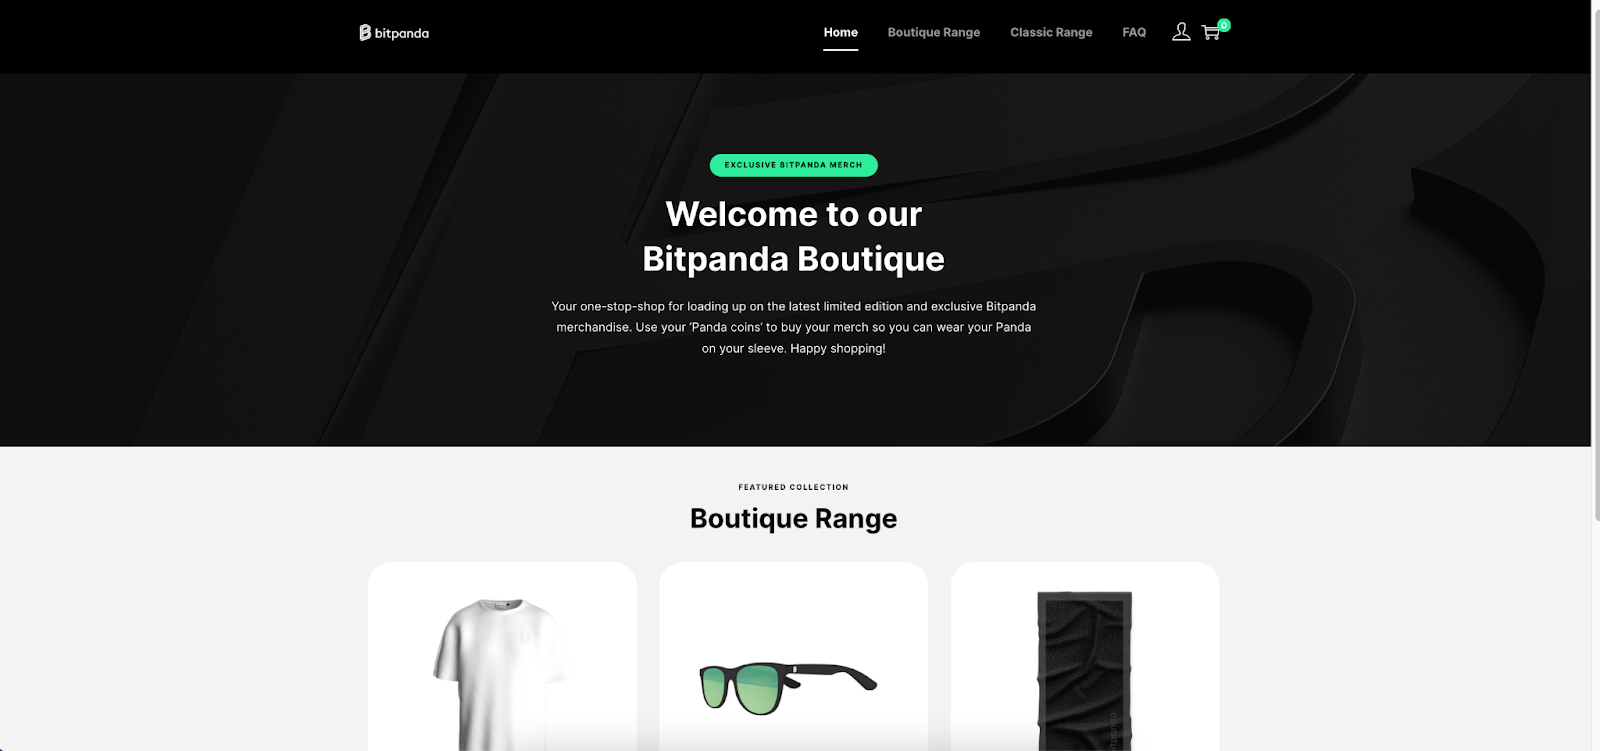 bitpanda
Home
Boutique Range
Classic Range
FAQ
0
EXCLUSIVE BITPANDA MERCH
Welcome to our
Bitpanda Boutique
Your one-stop-shop for loading up on the latest limited edition and exclusive Bitpanda
merchandise. Use your ‘Panda coins’ to buy your merch so you can wear your Panda
on your sleeve. Happy shopping!
FEATURED COLLECTION
Boutique Range
bitpanda